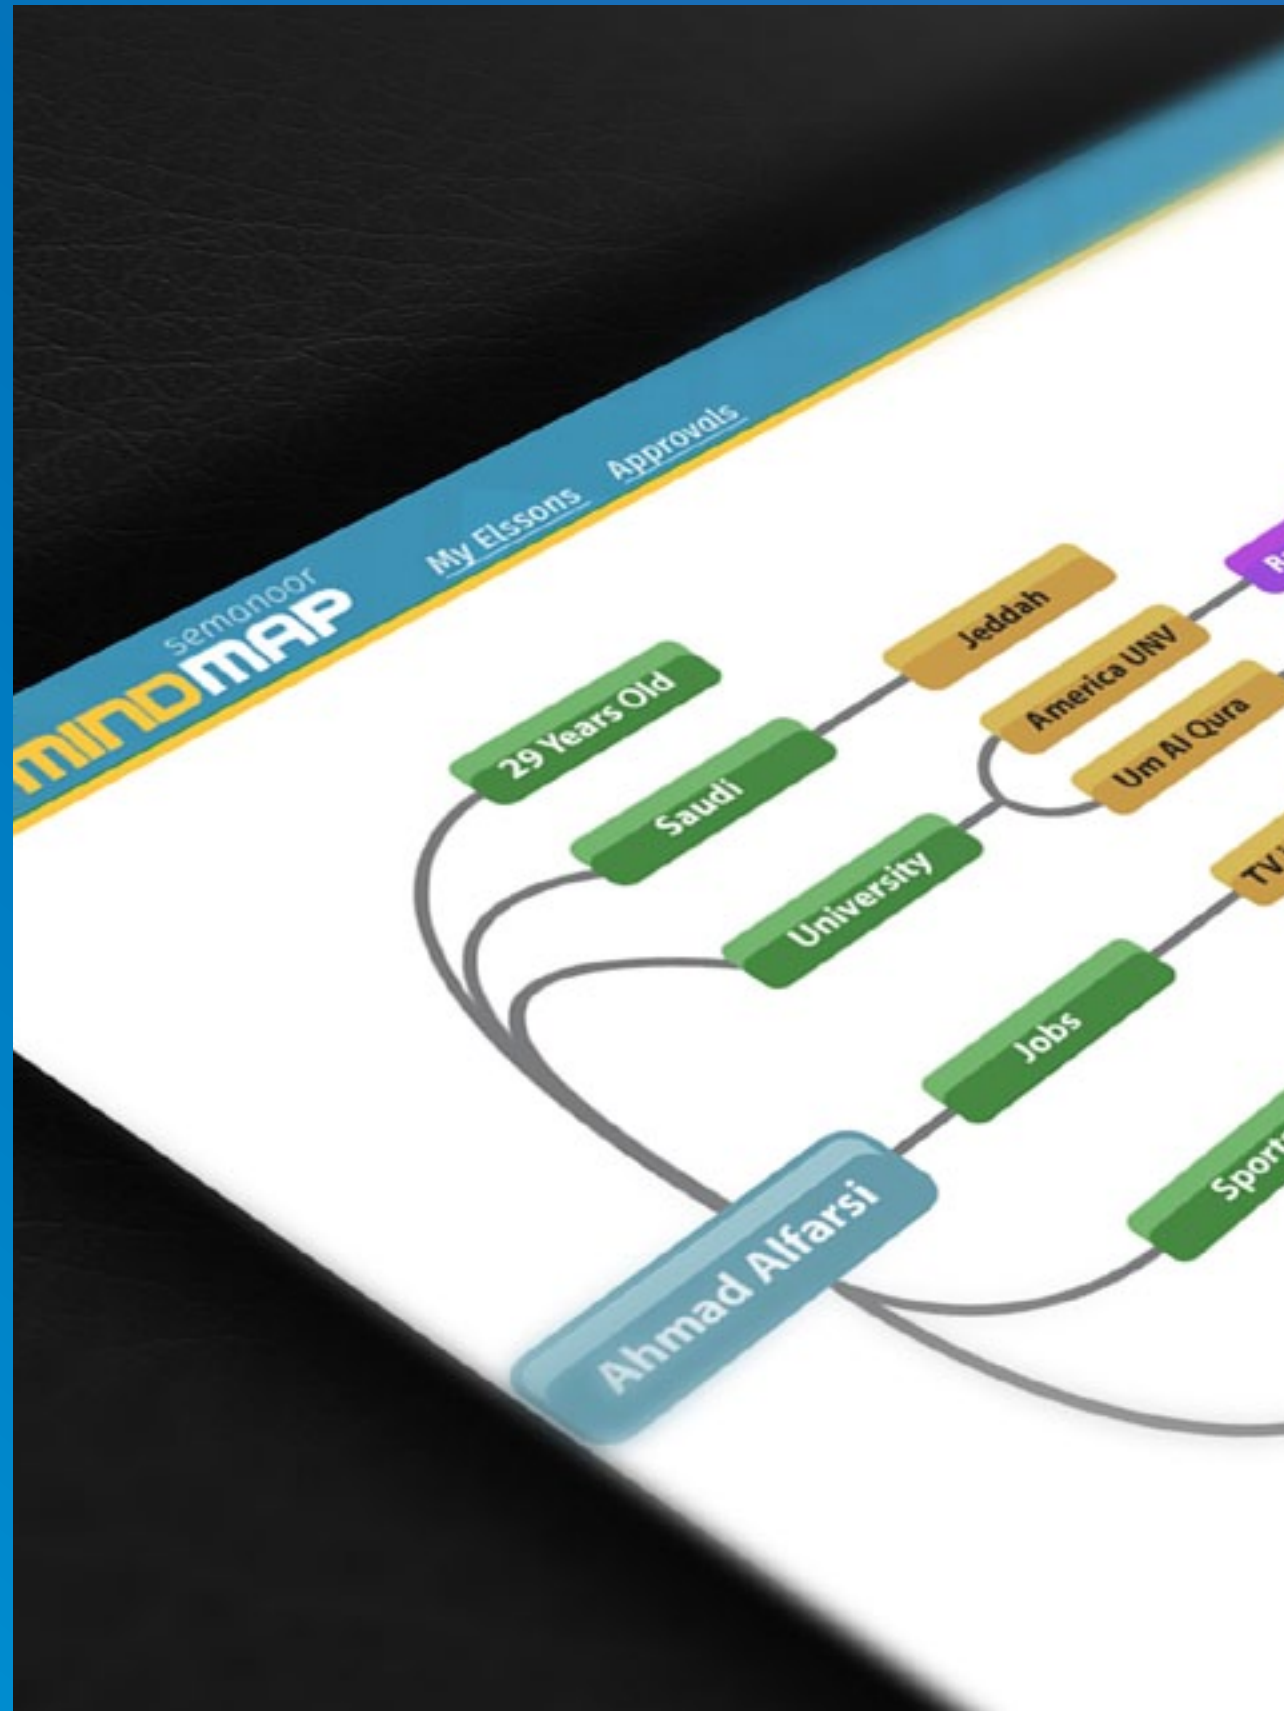 semanoor
MINDMAP
My Elssons
Approvals
29 Years Old
Saudi
Jeddah
University
America UNV
Um Al Qura
Jobs
TV
Ahmad Alfarsi